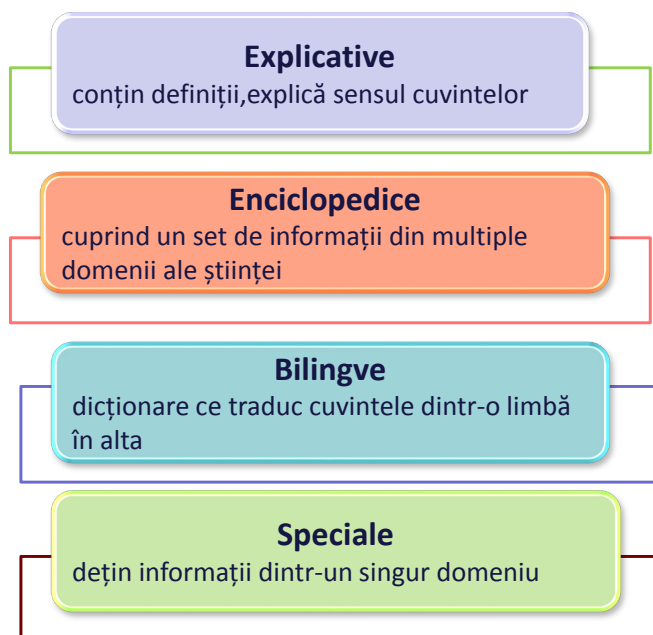 Explicative
conțin definiții,explică sensul cuvintelor
Enciclopedice
cuprind un set de informații din multiple
domenii ale științei
Bilingve
dicționare ce traduc cuvintele dintr-o limbă
în alta
Speciale
dețin informații dintr-un singur domeniu